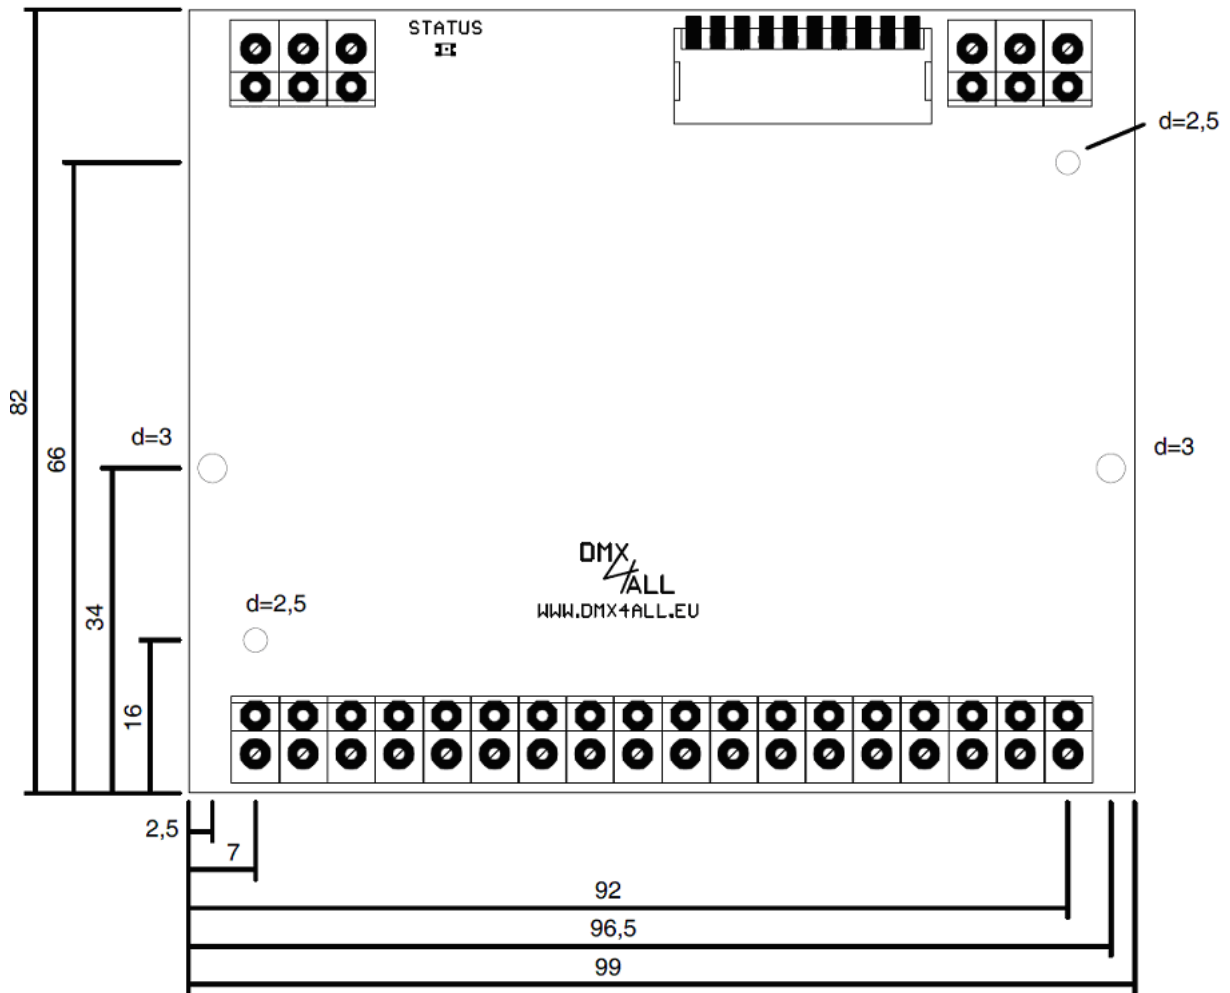 STATUS
d=2,5
82
66
d=3
d=3
34
DMX
4ALL
WWW.DMX4ALL.EU
d=2,5
16
2,5
7
92
96,5
99